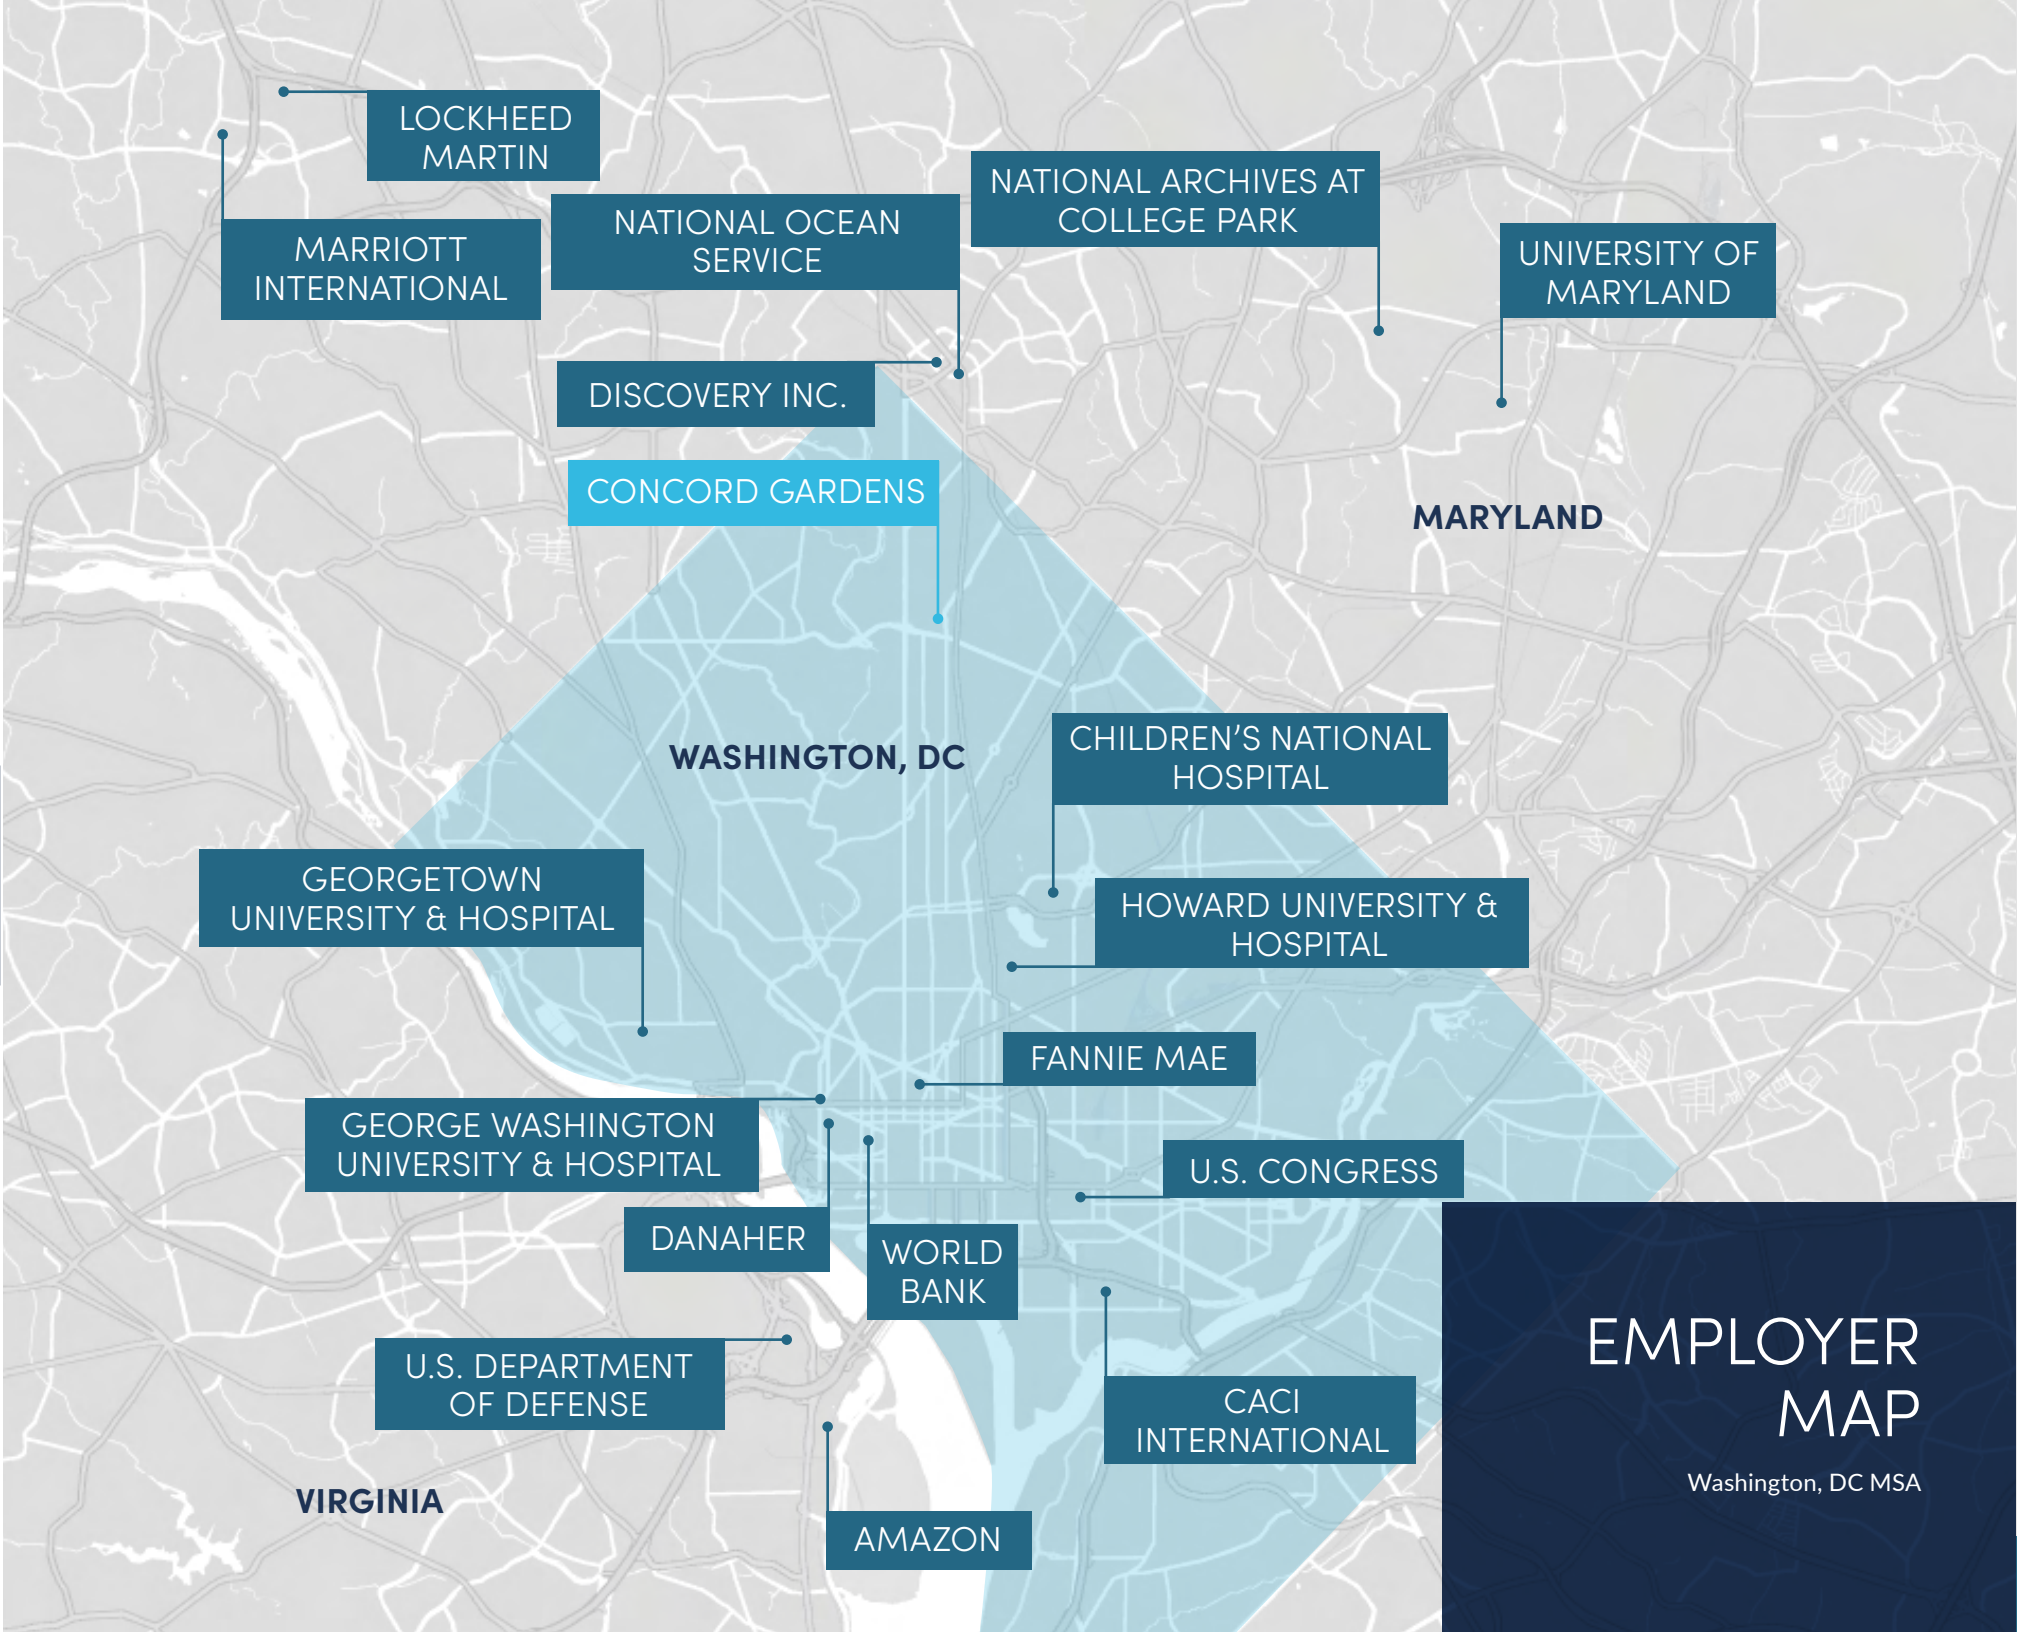 LOCKHEED
MARTIN
MARRIOTT
INTERNATIONAL
NATIONAL OCEAN
SERVICE
NATIONAL ARCHIVES AT
COLLEGE PARK
UNIVERSITY OF
MARYLAND
DISCOVERY INC.
CONCORD GARDENS
MARYLAND
WASHINGTON, DC
CHILDREN'S NATIONAL
HOSPITAL
GEORGETOWN
UNIVERSITY & HOSPITAL
HOWARD UNIVERSITY &
HOSPITAL
FANNIE MAE
GEORGE WASHINGTON
UNIVERSITY & HOSPITAL
U.S. CONGRESS
DANAHER
WORLD
BANK
U.S. DEPARTMENT
OF DEFENSE
CACI
INTERNATIONAL
VIRGINIA
AMAZON
EMPLOYER
MAP
Washington, DC MSA